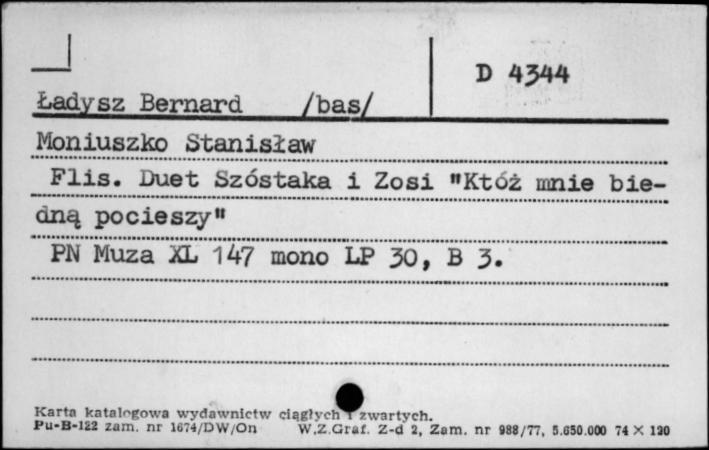 D 4344
Ładysz Bernard /bas/
Moniuszko Stanisław
Flis. Duet Szóstaka i Zosi "Któż mnie bie-
dną pocieszy"
PN Muza XL 147 mono LP 30, B 3.
Karta katalogowa wydawnictw ciągłych i zwartych.
Pu-B-122 zam. nr 1674/DW/On W.Z.Graf. Z-d 2, Zam. nr 988/77, 5.650.000 74 × 120